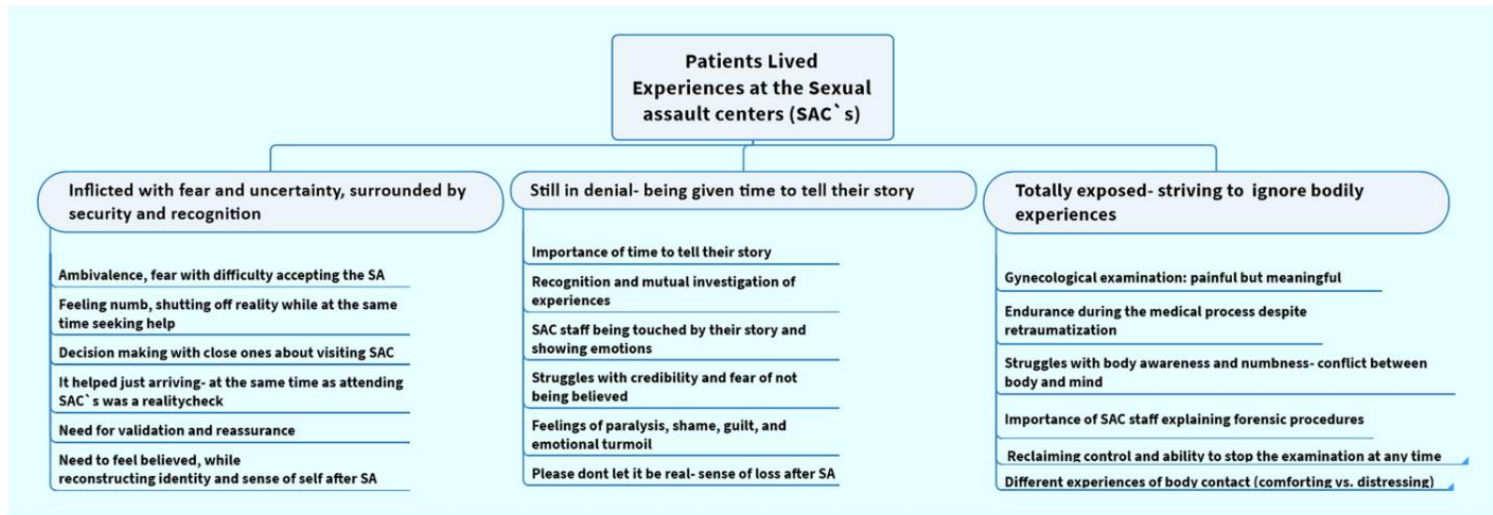 Patients Lived
Experiences at the Sexual
assault centers (SAC`s)
Inflicted with fear and uncertainty, surrounded by
security and recognition
Ambivalence, fear with difficulty accepting the SA
Feeling numb, shutting off reality while at the same
time seeking help
Decision making with close ones about visiting SAC
It helped just arriving- at the same time as attending
SAC`s was a realitycheck
Need for validation and reassurance
Need to feel believed, while
reconstructing identity and sense of self after SA
Still in denial- being given time to tell their story
Importance of time to tell their story
Recognition and mutual investigation of
experiences
SAC staff being touched by their story and
showing emotions
Struggles with credibility and fear of not
being believed
Feelings of paralysis, shame, guilt, and
emotional turmoil
Please dont let it be real- sense of loss after SA
Totally exposed- striving to ignore bodily
experiences
Gynecological examination: painful but meaningful
Endurance during the medical process despite
retraumatization
Struggles with body awareness and numbness- conflict between
body and mind
Importance of SAC staff explaining forensic procedures
Reclaiming control and ability to stop the examination at any time
Different experiences of body contact (comforting vs. distressing)